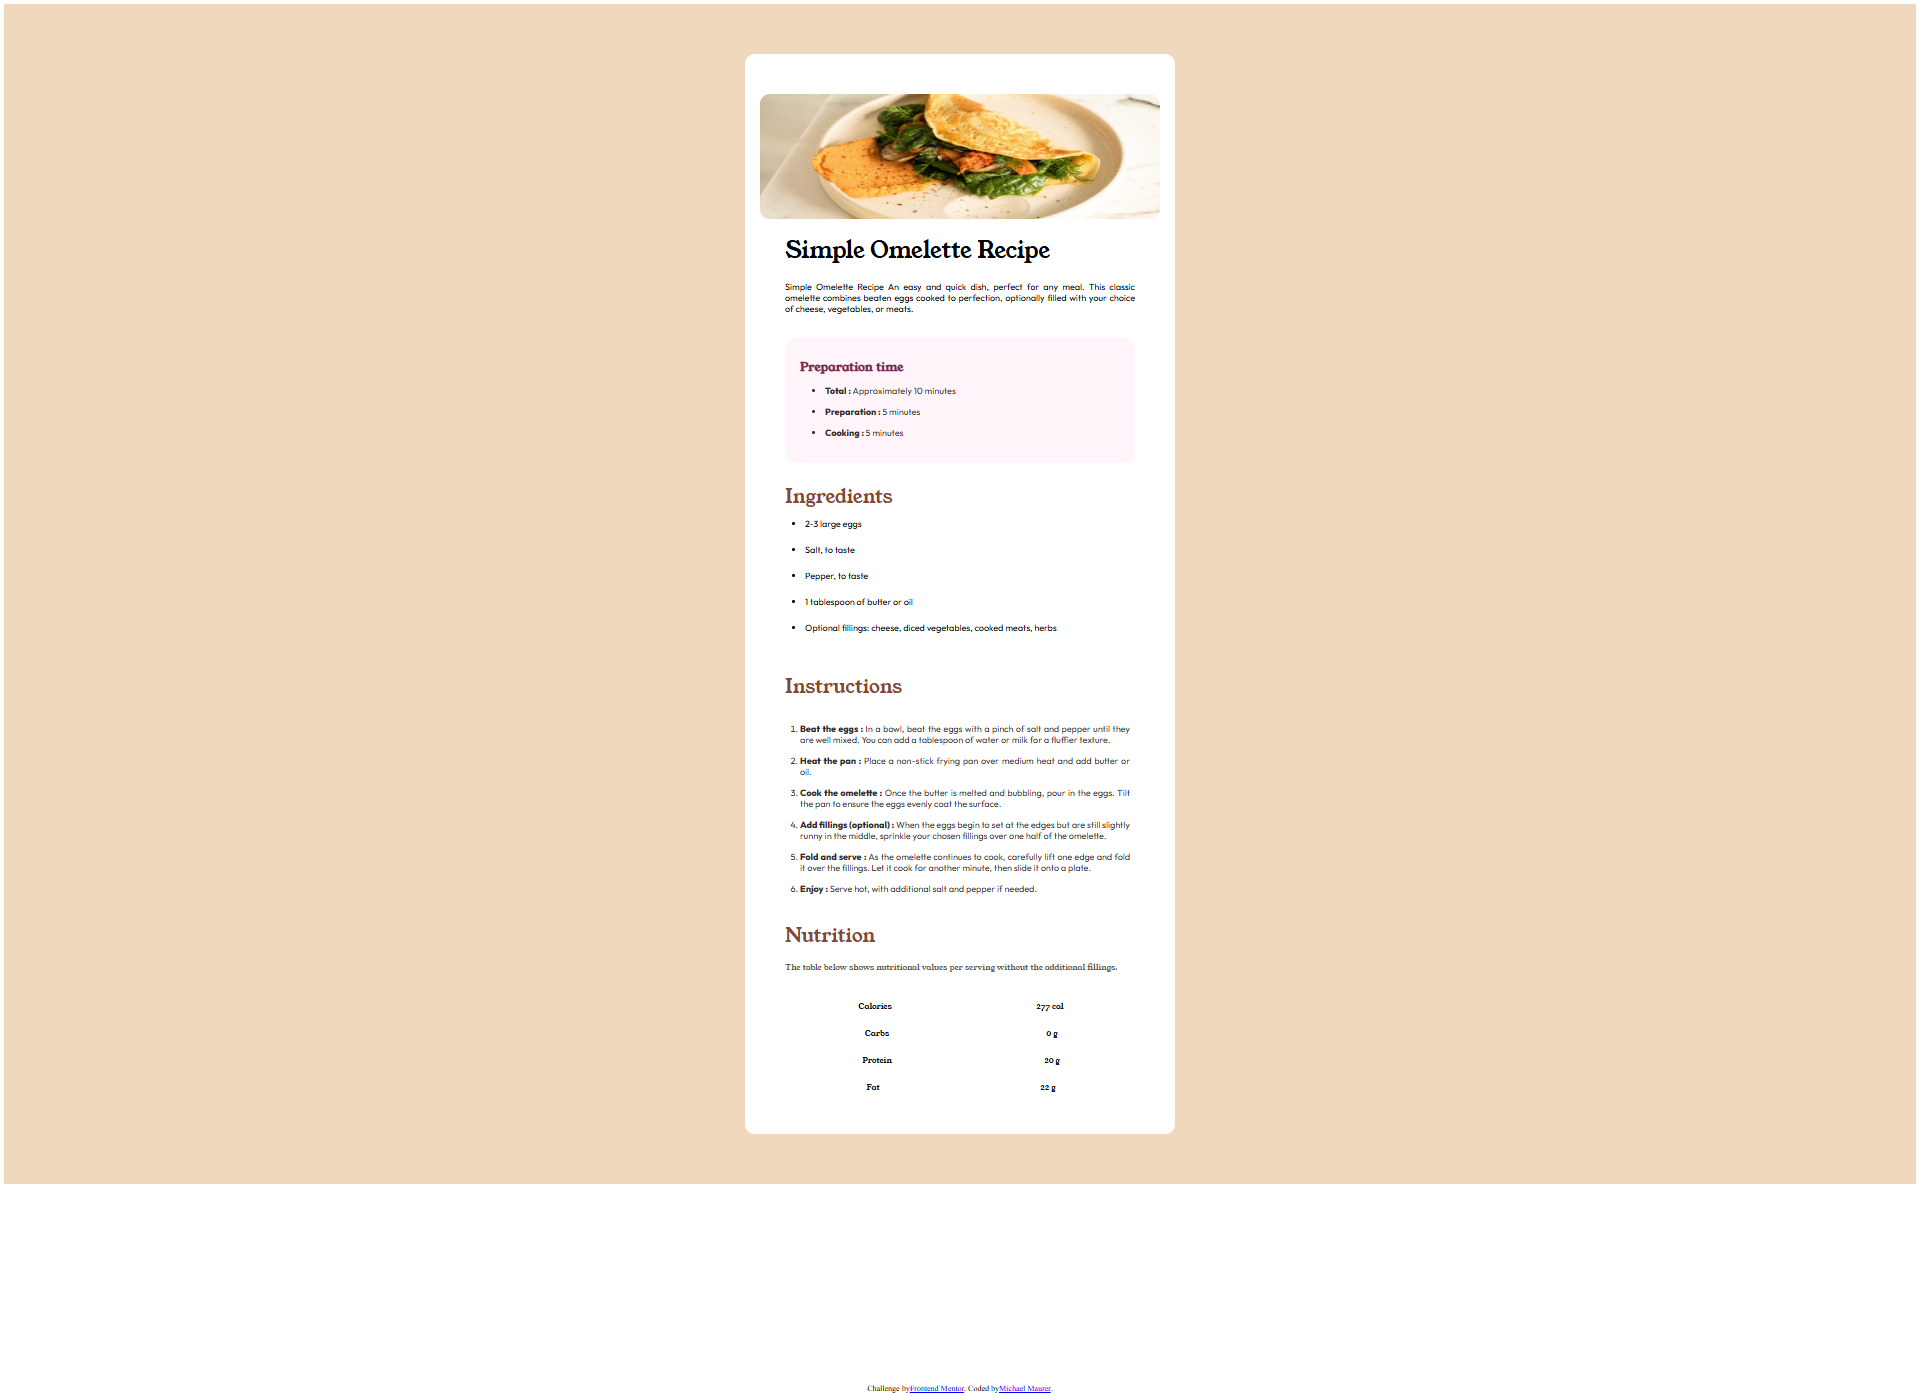 Simple Omelette Recipe
Simple Omelette Recipe An easy and quick dish, perfect for any meal. This classic
omelette combines beaten eggs cooked to perfection, optionally filled with your choice
of cheese, vegetables, or meats.
Preparation time
• Total : Approximately 10 minutes
• Preparation : 5 minutes
• Cooking : 5 minutes
Ingredients
• 2-3 large eggs
• Salt, to taste
• Pepper, to taste
• 1 tablespoon of butter or oil
• Optional fillings: cheese, diced vegetables, cooked meats, herbs
Instructions
1. Beat the eggs : In a bowl, beat the eggs with a pinch of salt and pepper until they
are well mixed. You can add a tablespoon of water or milk for a fluffier texture.
2. Heat the pan : Place a non-stick frying pan over medium heat and add butter or
oil.
3. Cook the omelette : Once the butter is melted and bubbling, pour in the eggs. Tilt
the pan to ensure the eggs evenly coat the surface.
4. Add fillings (optional) : When the eggs begin to set at the edges but are still slightly
runny in the middle, sprinkle your chosen fillings over one half of the omelette.
5. Fold and serve : As the omelette continues to cook, carefully lift one edge and fold
it over the fillings. Let it cook for another minute, then slide it onto a plate.
6. Enjoy : Serve hot, with additional salt and pepper if needed.
Nutrition
The table below shows nutritional values per serving without the additional fillings.
Calories 277 cal
Carbs 0 g
Protein 20 g
Fat 22 g
Challenge byFrontend Mentor. Coded byMichael Maurer.